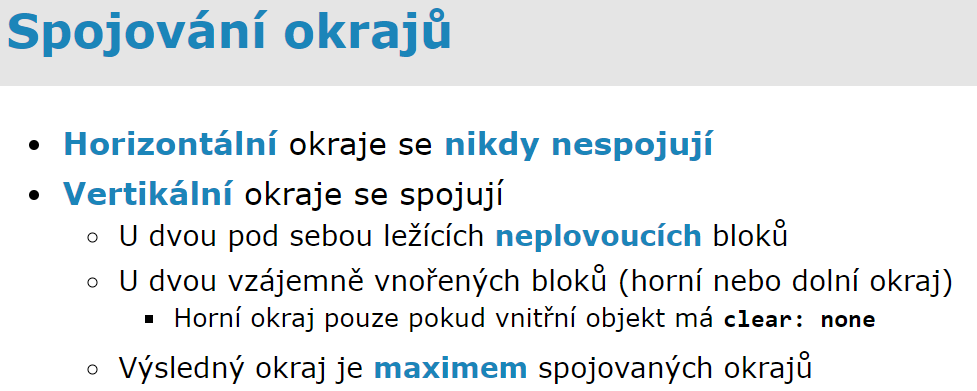 Spojování okrajů
Horizontální okraje se nikdy nespojují
Vertikální okraje se spojují
U dvou pod sebou ležících neplovoucích bloků
U dvou vzájemně vnořených bloků (horní nebo dolní okraj)
Horní okraj pouze pokud vnitřní objekt má clear: none
Výsledný okraj je maximem spojovaných okrajů